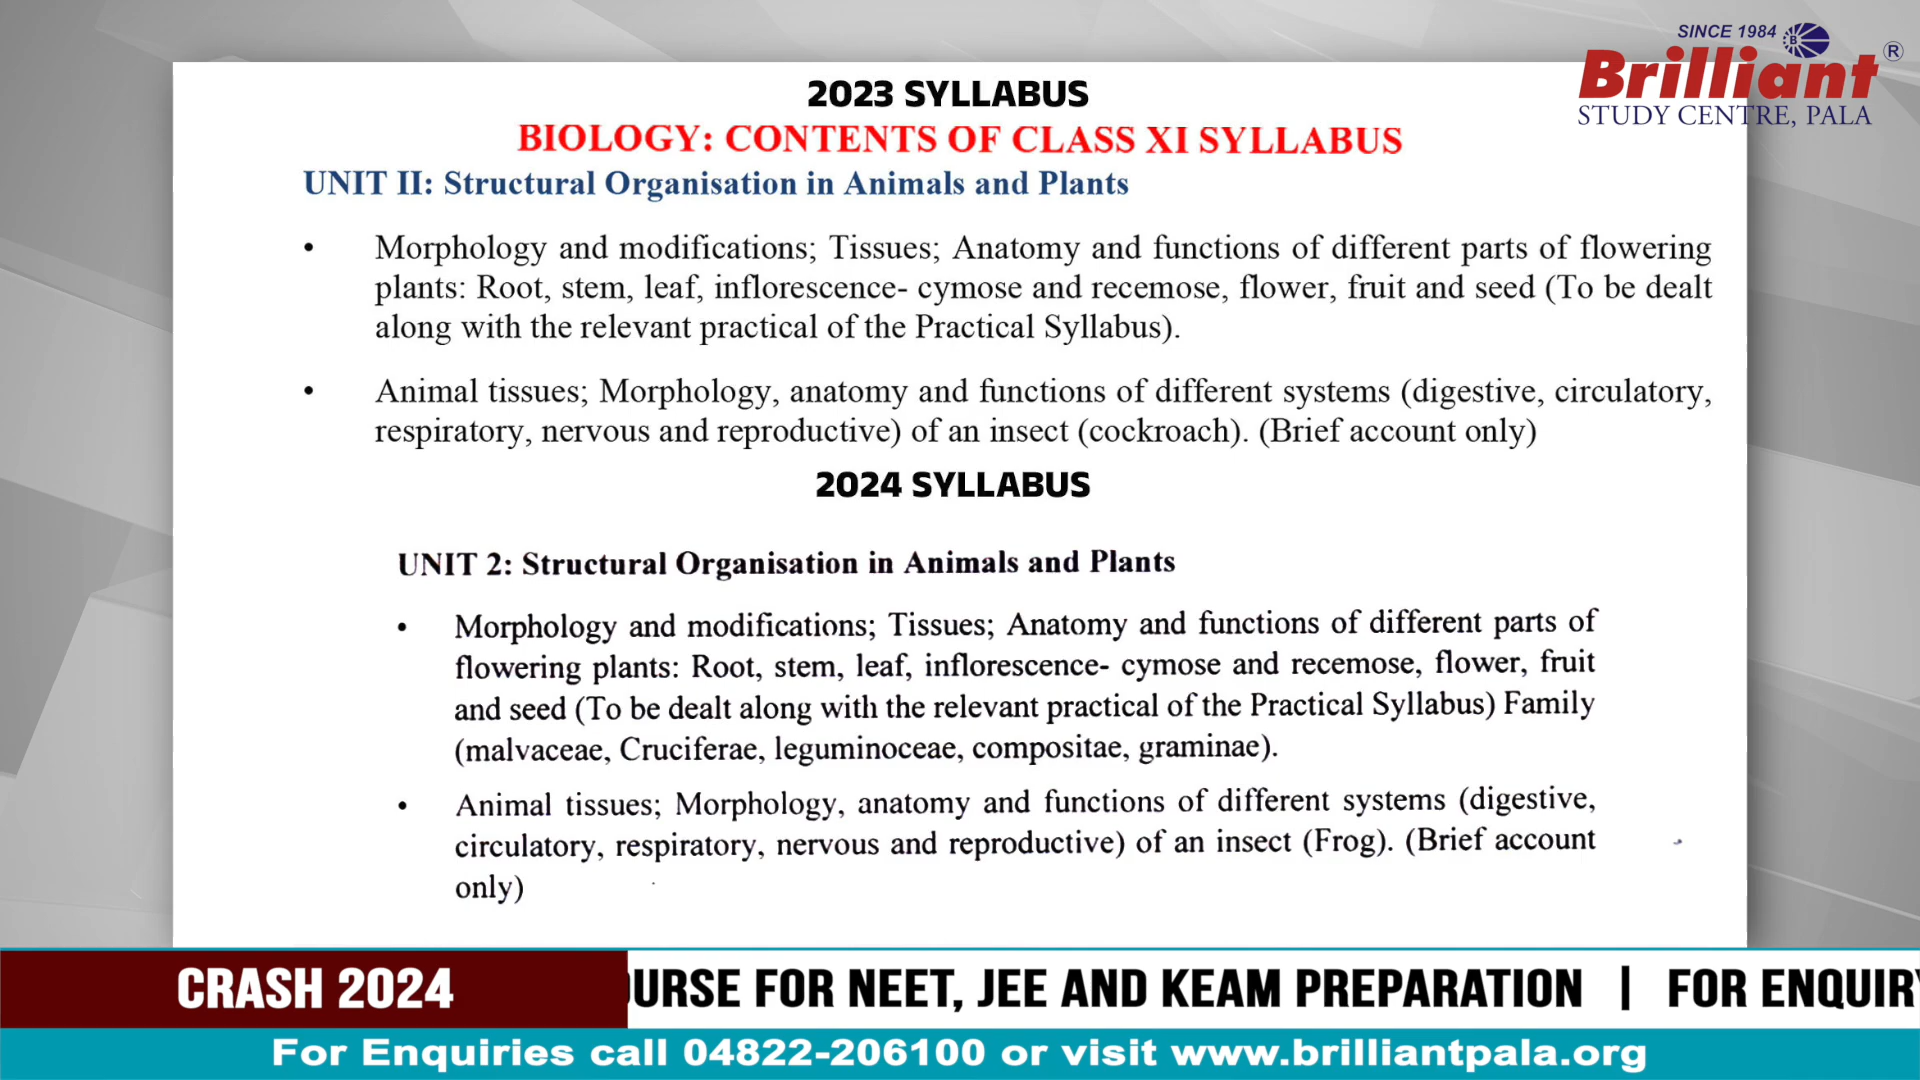 SINCE 1984
B
Brilliant ®
STUDY CENTRE, PALA
2023 SYLLABUS
BIOLOGY: CONTENTS OF CLASS XI SYLLABUS
UNIT II: Structural Organisation in Animals and Plants
• Morphology and modifications; Tissues; Anatomy and functions of different parts of flowering
plants: Root, stem, leaf, inflorescence- cymose and recemose, flower, fruit and seed (To be dealt
along with the relevant practical of the Practical Syllabus).
• Animal tissues; Morphology, anatomy and functions of different systems (digestive, circulatory,
respiratory, nervous and reproductive) of an insect (cockroach). (Brief account only)
2024 SYLLABUS
UNIT 2: Structural Organisation in Animals and Plants
• Morphology and modifications; Tissues; Anatomy and functions of different parts of
flowering plants: Root, stem, leaf, inflorescence- cymose and recemose, flower, fruit
and seed (To be dealt along with the relevant practical of the Practical Syllabus) Family
(malvaceae, Cruciferae, leguminoceae, compositae, graminae).
• Animal tissues; Morphology, anatomy and functions of different systems (digestive,
circulatory, respiratory, nervous and reproductive) of an insect (Frog). (Brief account
only)
CRASH 2024
URSE FOR NEET, JEE AND KEAM PREPARATION | FOR ENQUIR
For Enquiries call 04822-206100 or visit www.brilliantpala.org